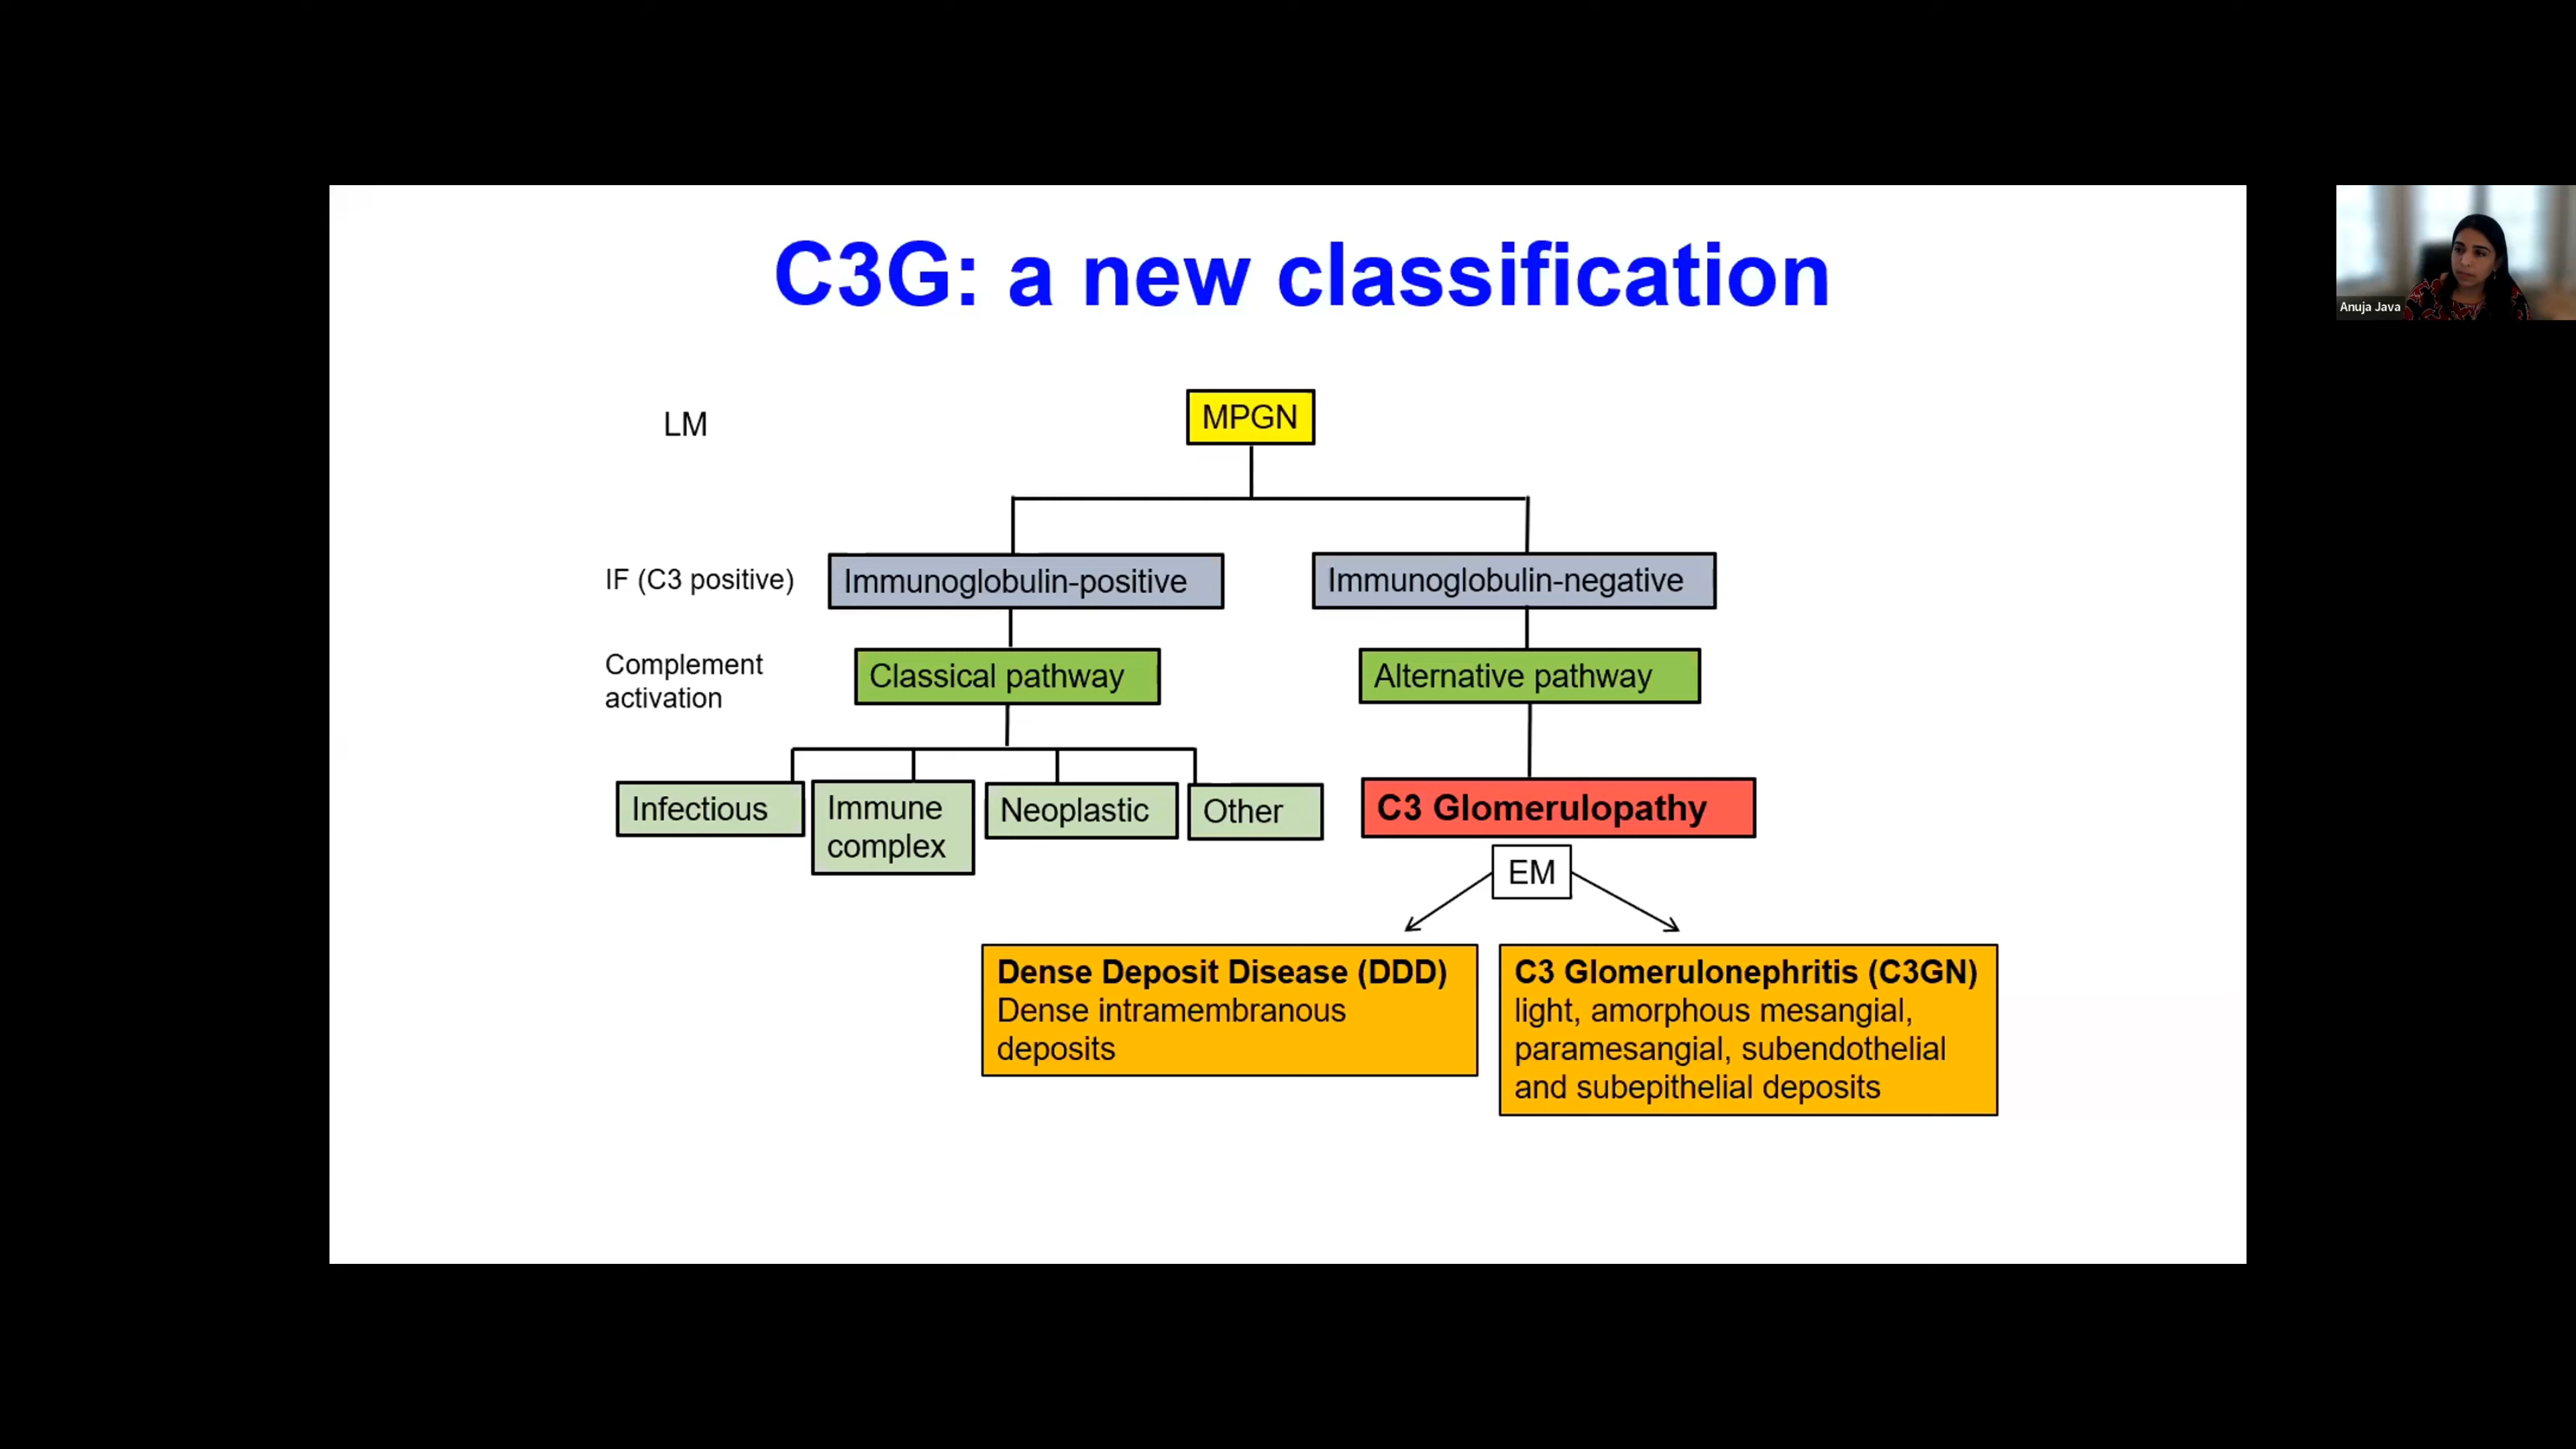 C3G: a new classification
Anuja Java
LM
MPGN
IF (C3 positive)
Immunoglobulin-positive
Immunoglobulin-negative
Complement
activation
Classical pathway
Alternative pathway
Infectious
Immune
complex
Neoplastic
Other
C3 Glomerulopathy
EM
Dense Deposit Disease (DDD)
Dense intramembranous
deposits
C3 Glomerulonephritis (C3GN)
light, amorphous mesangial,
paramesangial, subendothelial
and subepithelial deposits